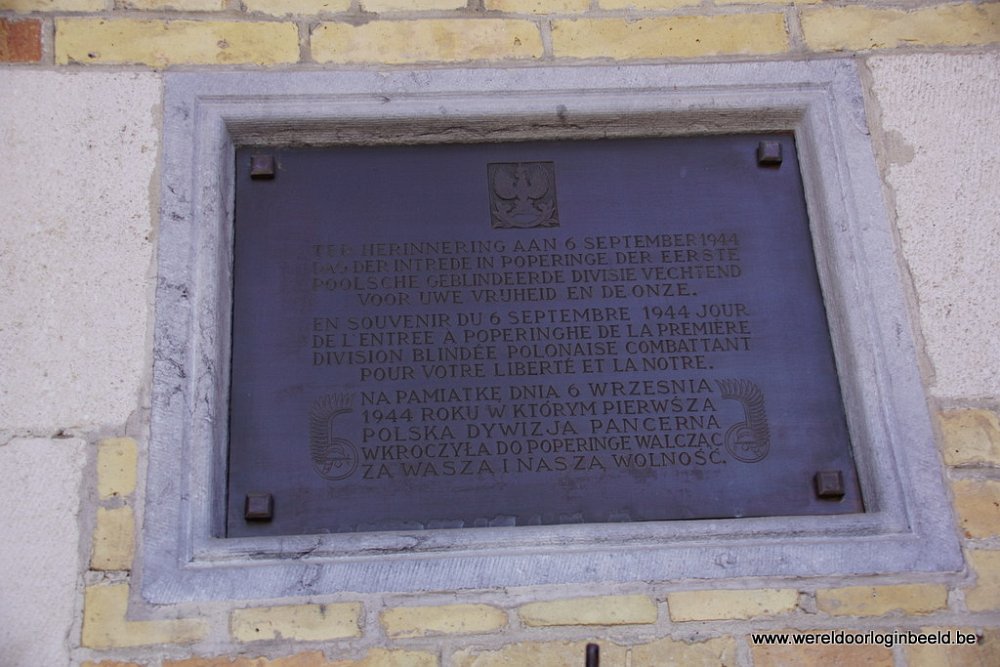 TER HERINNERING AAN 6 SEPTEMBER 1944
DAG DER INTREDE IN POPERINGE DER EERSTE
POOLSCHE GEBLINDEERDE DIVISIE VECHTEND
VOOR UWE VRIJHEID EN DE ONZE.
EN SOUVENIR DU 6 SEPTEMBRE 1944 JOUR
DE L'ENTREE A POPERINGHE DE LA PREMIÈRE
DIVISION BLINDÉE POLONAISE COMBATTANT
POUR VOTRE LIBERTÉ ET LA NOTRE.
NA PAMIATKĘ DNIA 6 WRZESNIA
1944 ROKU W KTÓRYM PIERWSZA
POLSKA DYWIZJA PANCERNA
WKROCZYŁA DO POPERINGE WALCZĄC
ZA WASZĄ I NASZĄ WOLNOŚĆ.
www.wereldoorloginbeeld.be